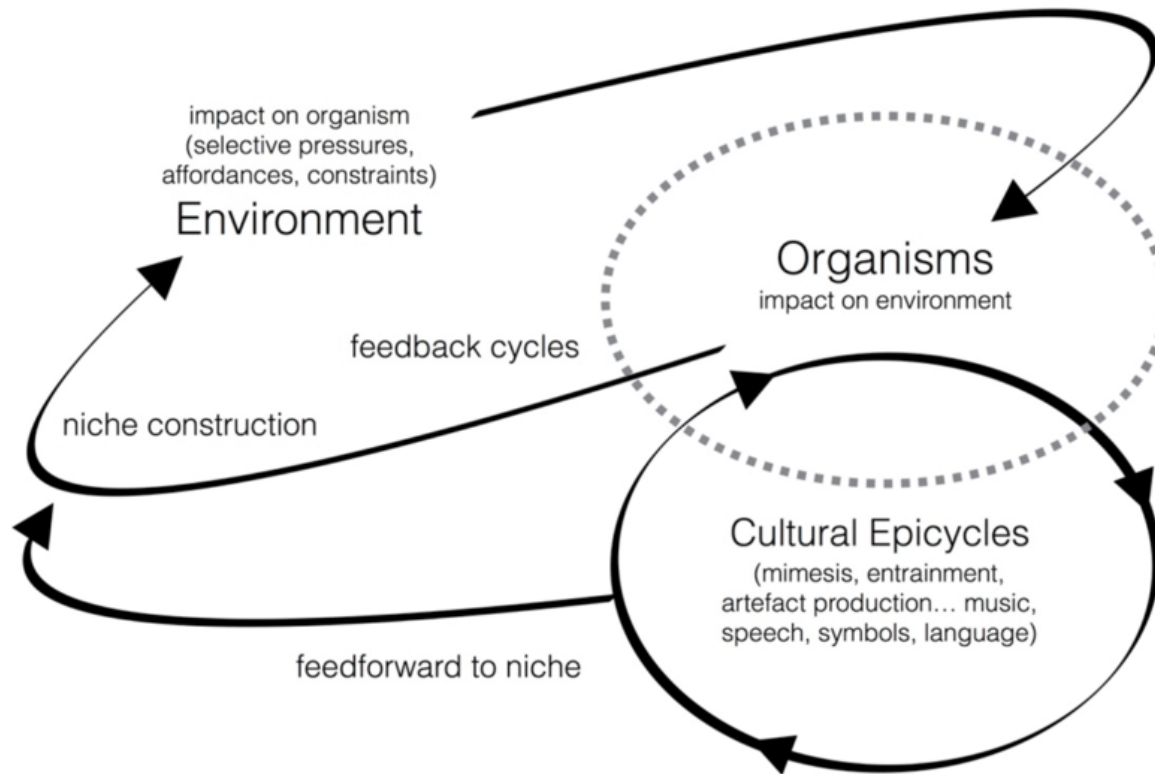 impact on organism
(selective pressures,
affordances, constraints)
Environment
Organisms
impact on environment
feedback cycles
niche construction
Cultural Epicycles
(mimesis, entrainment,
artefact production... music,
speech, symbols, language)
feedforward to niche